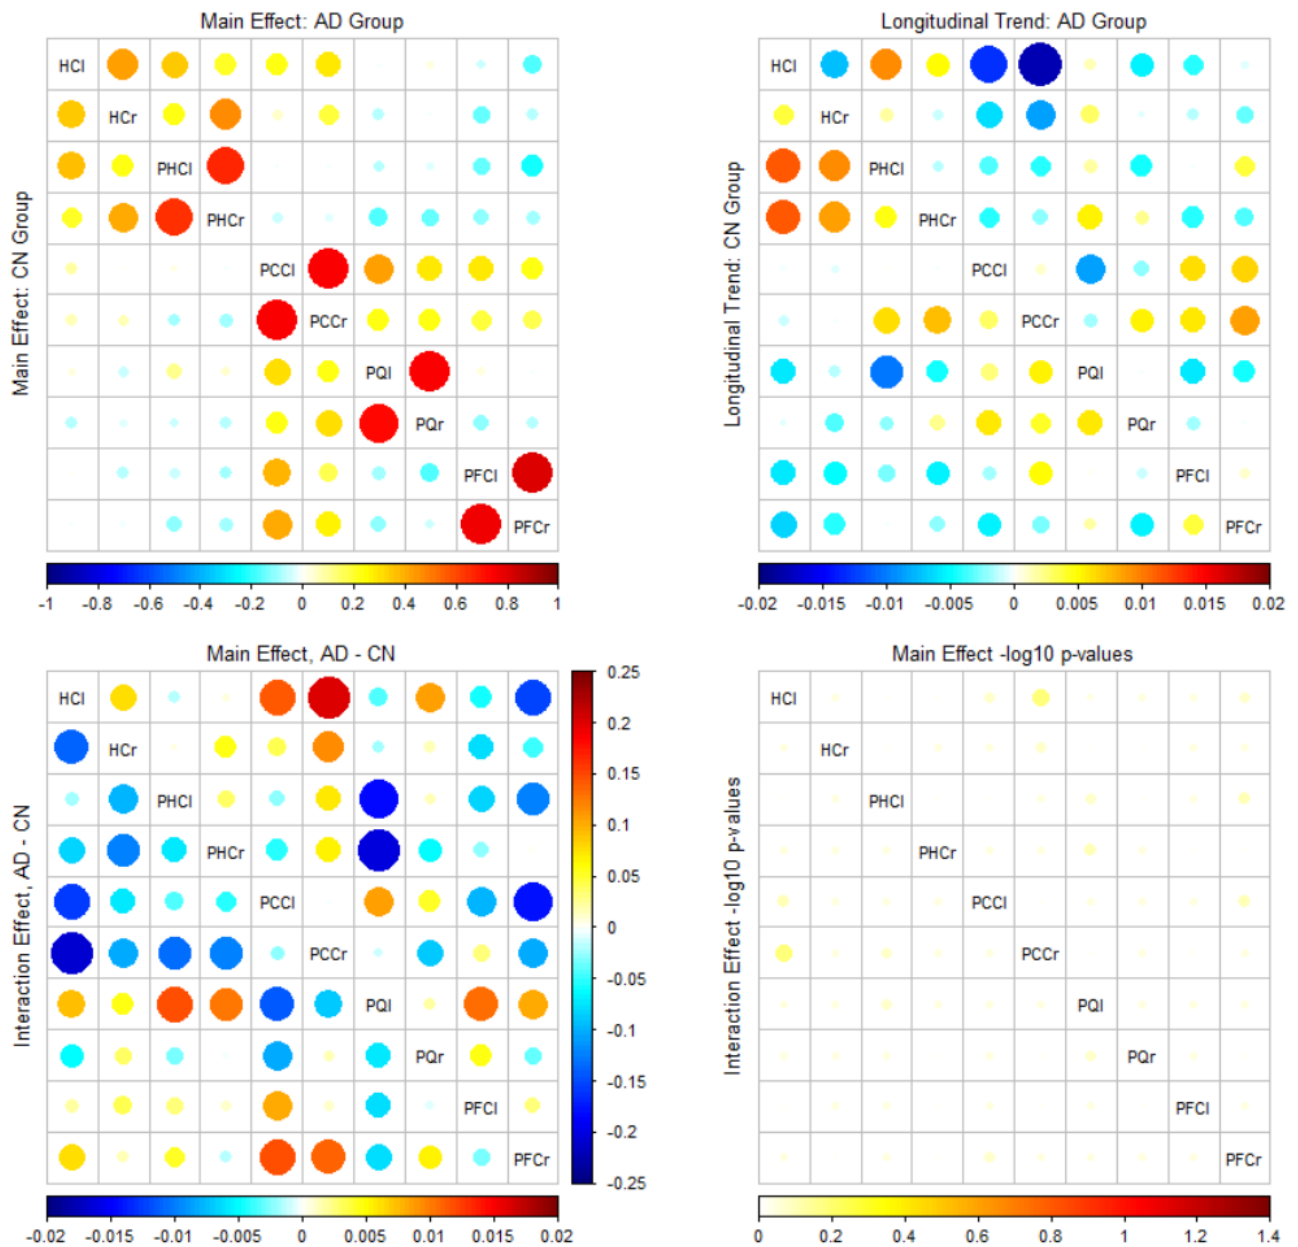 Main Effect: AD Group
Main Effect: CN Group
HCl
HCr
PHCl
PHCr
PCCl
PCCr
PQl
PQr
PFCl
PFCr
-1 -0.8 -0.6 -0.4 -0.2 0 0.2 0.4 0.6 0.8 1
Longitudinal Trend: AD Group
Longitudinal Trend: CN Group
HCl
HCr
PHCl
PHCr
PCCl
PCCr
PQl
PQr
PFCl
PFCr
-0.02 -0.015 -0.01 -0.005 0 0.005 0.01 0.015 0.02
Main Effect, AD - CN
Interaction Effect, AD - CN
HCl
HCr
PHCl
PHCr
PCCl
PCCr
PQl
PQr
PFCl
PFCr
0.25
0.2
0.15
0.1
0.05
0
-0.05
-0.1
-0.15
-0.2
-0.25
-0.02 -0.015 -0.01 -0.005 0 0.005 0.01 0.015 0.02
Main Effect -log10 p-values
Interaction Effect -log10 p-values
HCl
HCr
PHCl
PHCr
PCCl
PCCr
PQl
PQr
PFCl
PFCr
0 0.2 0.4 0.6 0.8 1 1.2 1.4